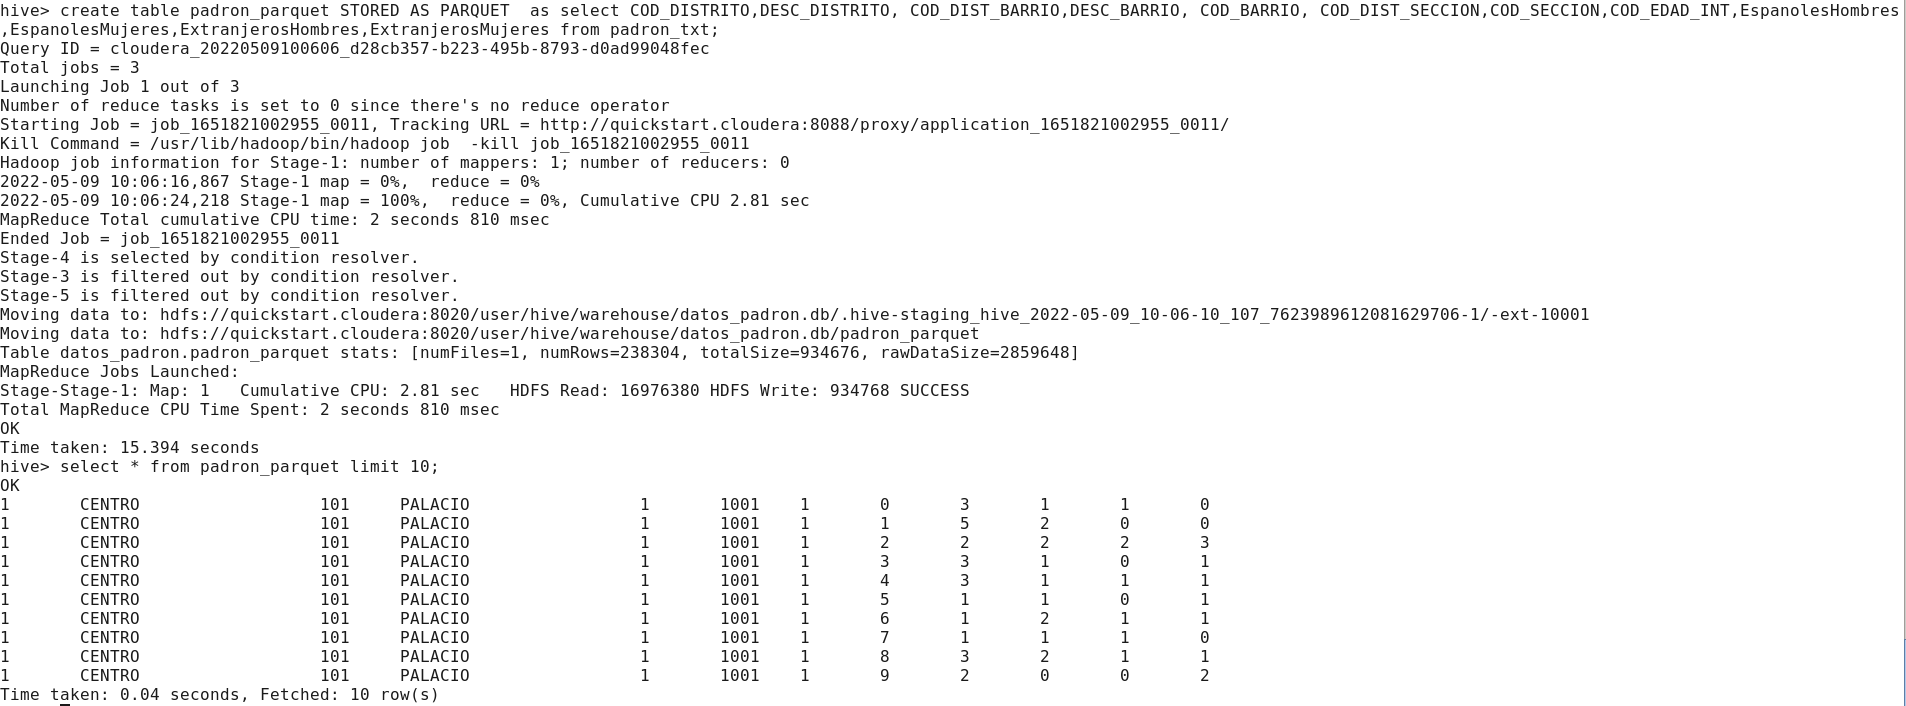 hive> create table padron_parquet STORED AS PARQUET  as select COD_DISTRITO,DESC_DISTRITO, COD_DIST_BARRIO,DESC_BARRIO, COD_BARRIO, COD_DIST_SECCION,COD_SECCION,COD_EDAD_INT,EspanolesHombres
,EspanolesMujeres,ExtranjerosHombres,ExtranjerosMujeres from padron_txt;
Query ID = cloudera_20220509100606_d28cb357-b223-495b-8793-d0ad99048fec
Total jobs = 3
Launching Job 1 out of 3
Number of reduce tasks is set to 0 since there's no reduce operator
Starting Job = job_1651821002955_0011, Tracking URL = http://quickstart.cloudera:8088/proxy/application_1651821002955_0011/
Kill Command = /usr/lib/hadoop/bin/hadoop job  -kill job_1651821002955_0011
Hadoop job information for Stage-1: number of mappers: 1; number of reducers: 0
2022-05-09 10:06:16,867 Stage-1 map = 0%,  reduce = 0%
2022-05-09 10:06:24,218 Stage-1 map = 100%,  reduce = 0%, Cumulative CPU 2.81 sec
MapReduce Total cumulative CPU time: 2 seconds 810 msec
Ended Job = job_1651821002955_0011
Stage-4 is selected by condition resolver.
Stage-3 is filtered out by condition resolver.
Stage-5 is filtered out by condition resolver.
Moving data to: hdfs://quickstart.cloudera:8020/user/hive/warehouse/datos_padron.db/.hive-staging_hive_2022-05-09_10-06-10_107_7623989612081629706-1/-ext-10001
Moving data to: hdfs://quickstart.cloudera:8020/user/hive/warehouse/datos_padron.db/padron_parquet
Table datos_padron.padron_parquet stats: [numFiles=1, numRows=238304, totalSize=934676, rawDataSize=2859648]
MapReduce Jobs Launched:
Stage-Stage-1: Map: 1   Cumulative CPU: 2.81 sec   HDFS Read: 16976380 HDFS Write: 934768 SUCCESS
Total MapReduce CPU Time Spent: 2 seconds 810 msec
OK
Time taken: 15.394 seconds
hive> select * from padron_parquet limit 10;
OK
1 CENTRO 101 PALACIO 1 1001 1 0 3 1 1 0
1 CENTRO 101 PALACIO 1 1001 1 1 5 2 0 0
1 CENTRO 101 PALACIO 1 1001 1 2 2 2 2 3
1 CENTRO 101 PALACIO 1 1001 1 3 3 1 0 1
1 CENTRO 101 PALACIO 1 1001 1 4 3 1 1 1
1 CENTRO 101 PALACIO 1 1001 1 5 1 1 0 1
1 CENTRO 101 PALACIO 1 1001 1 6 1 2 1 1
1 CENTRO 101 PALACIO 1 1001 1 7 1 1 1 0
1 CENTRO 101 PALACIO 1 1001 1 8 3 2 1 1
1 CENTRO 101 PALACIO 1 1001 1 9 2 0 0 2
Time taken: 0.04 seconds, Fetched: 10 row(s)